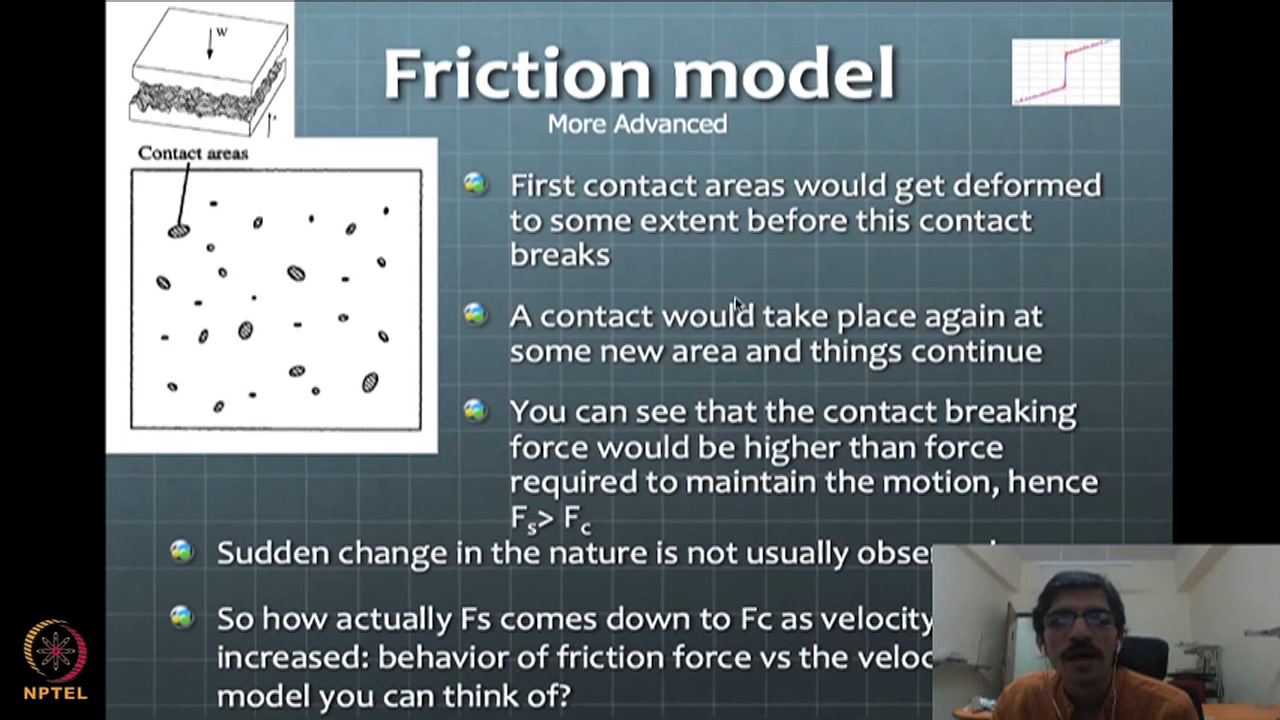 W
Friction model
More Advanced
Contact areas
First contact areas would get deformed
to some extent before this contact
breaks
A contact would take place again at
some new area and things continue
You can see that the contact breaking
force would be higher than force
required to maintain the motion, hence
Fs> Fc
Sudden change in the nature is not usually
So how actually Fs comes down to Fc as velocity
increased: behavior of friction force vs the
model you can think of?
NPTEL